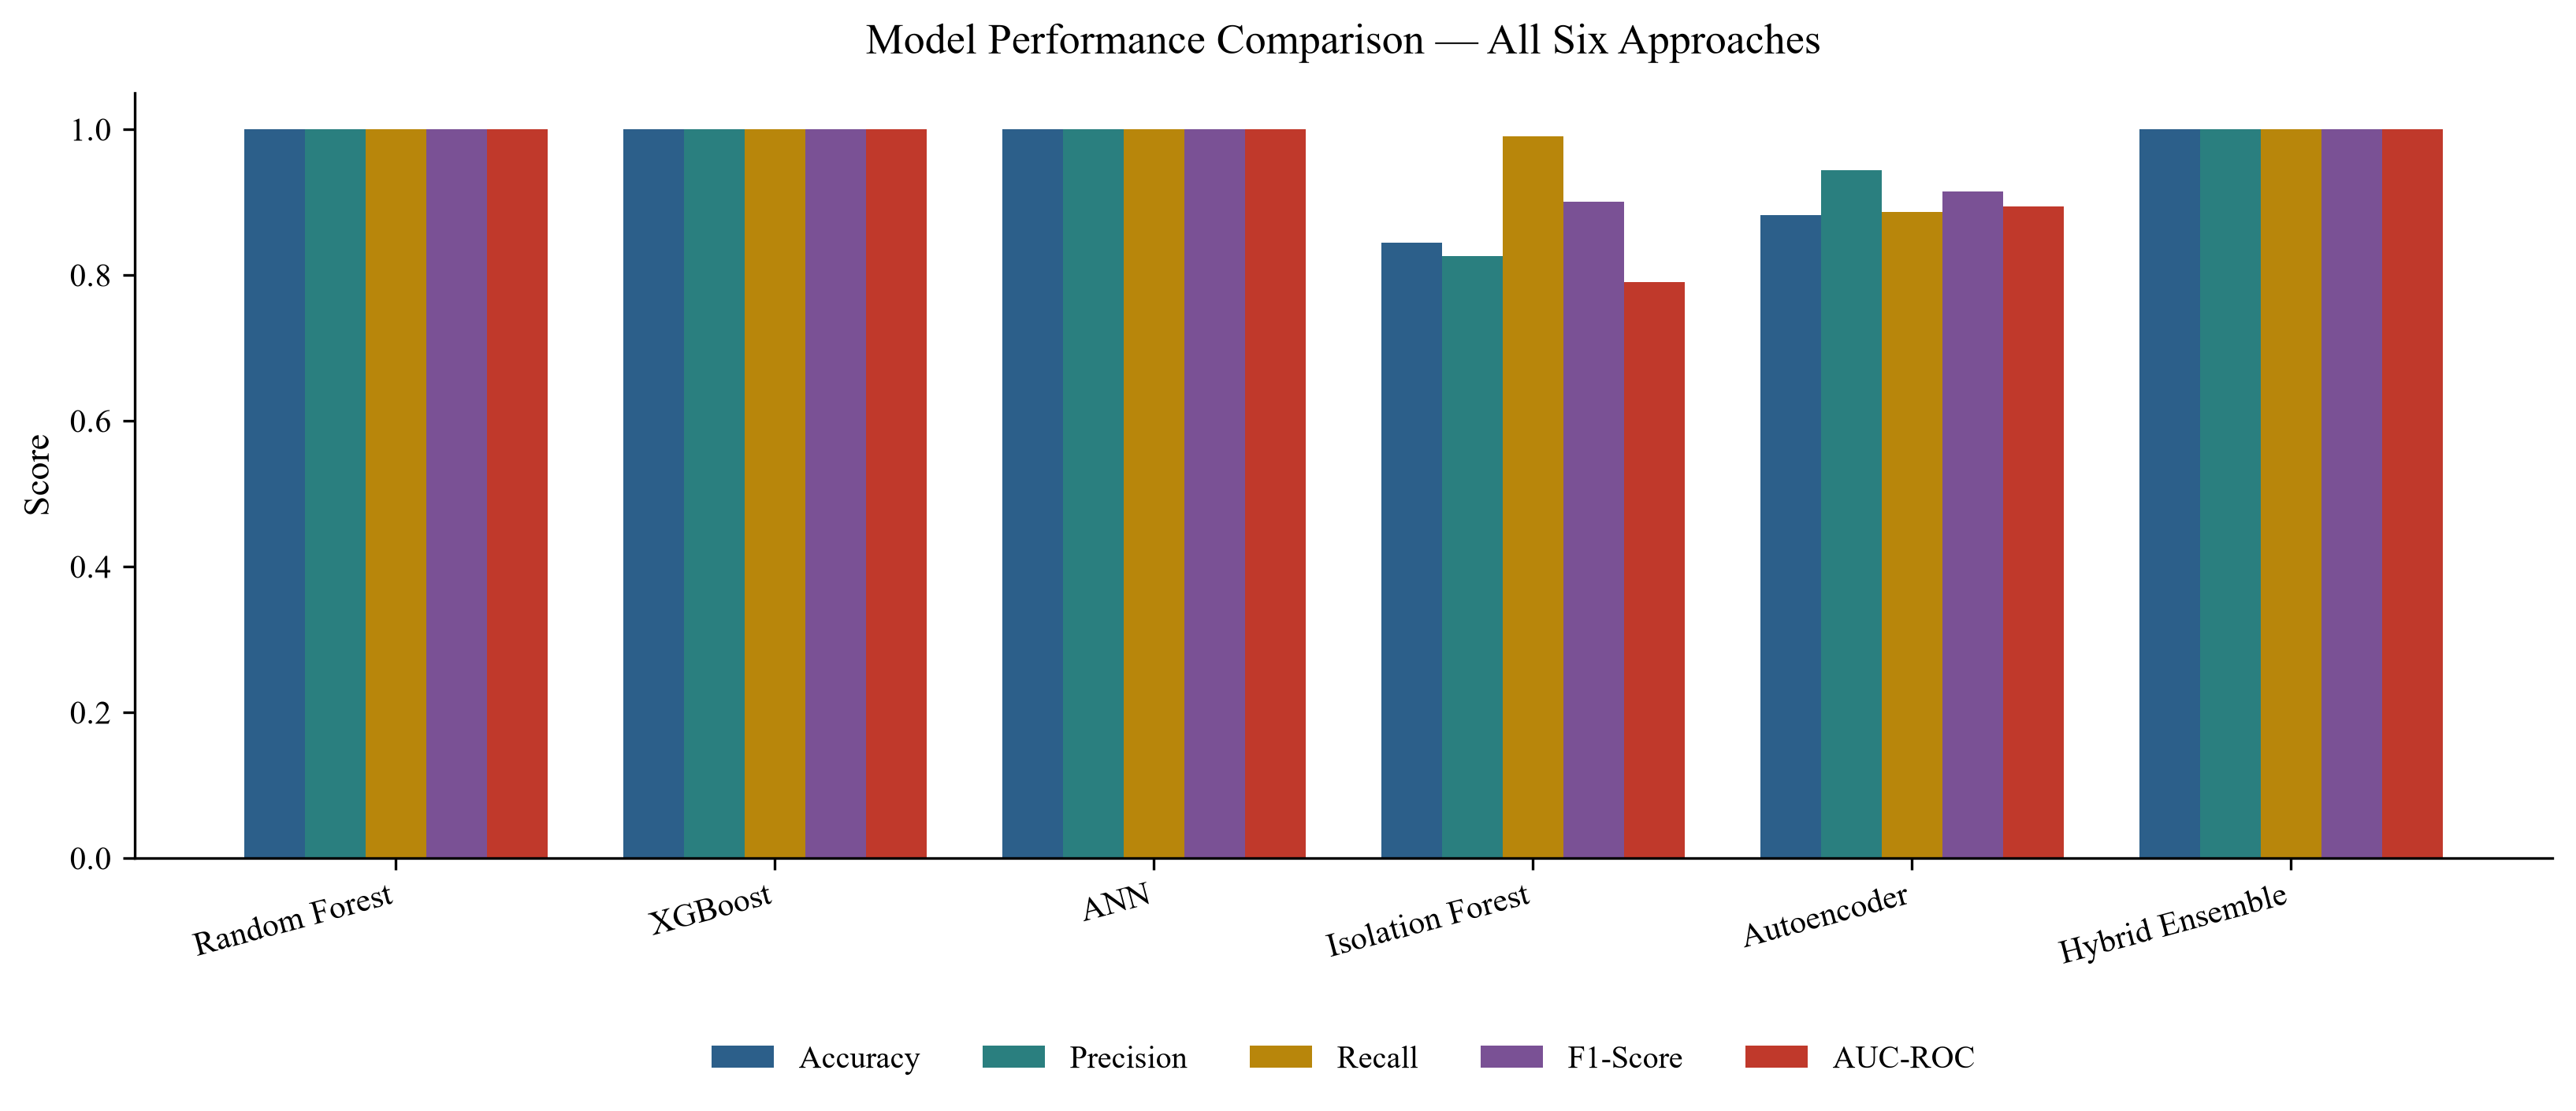 Model Performance Comparison — All Six Approaches
1.0
0.8
0.6
0.4
0.2
0.0
Score
Random Forest
XGBoost
ANN
Isolation Forest
Autoencoder
Hybrid Ensemble
Accuracy
Precision
Recall
F1-Score
AUC-ROC